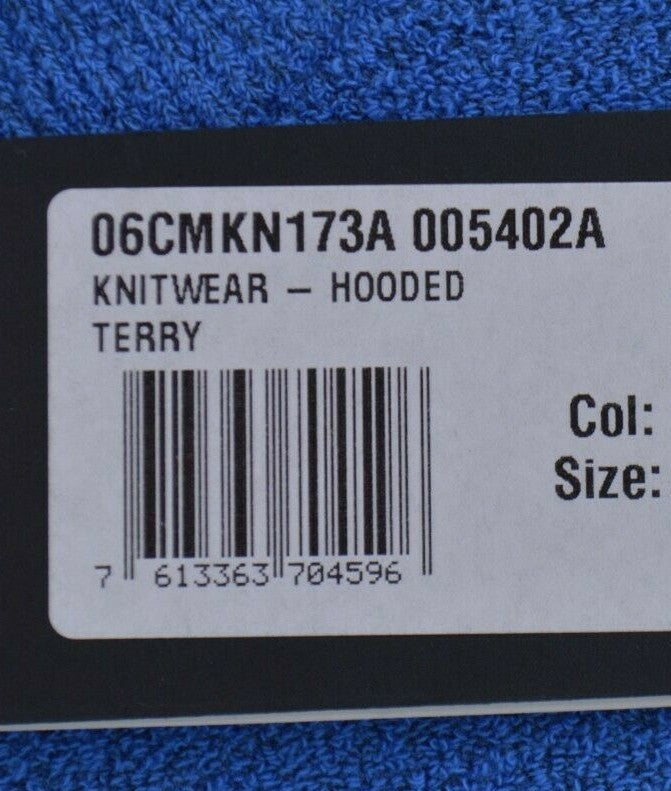 06CMKN173A 005402A
KNITWEAR – HOODED
TERRY
Col:
Size:
7 613363 704596